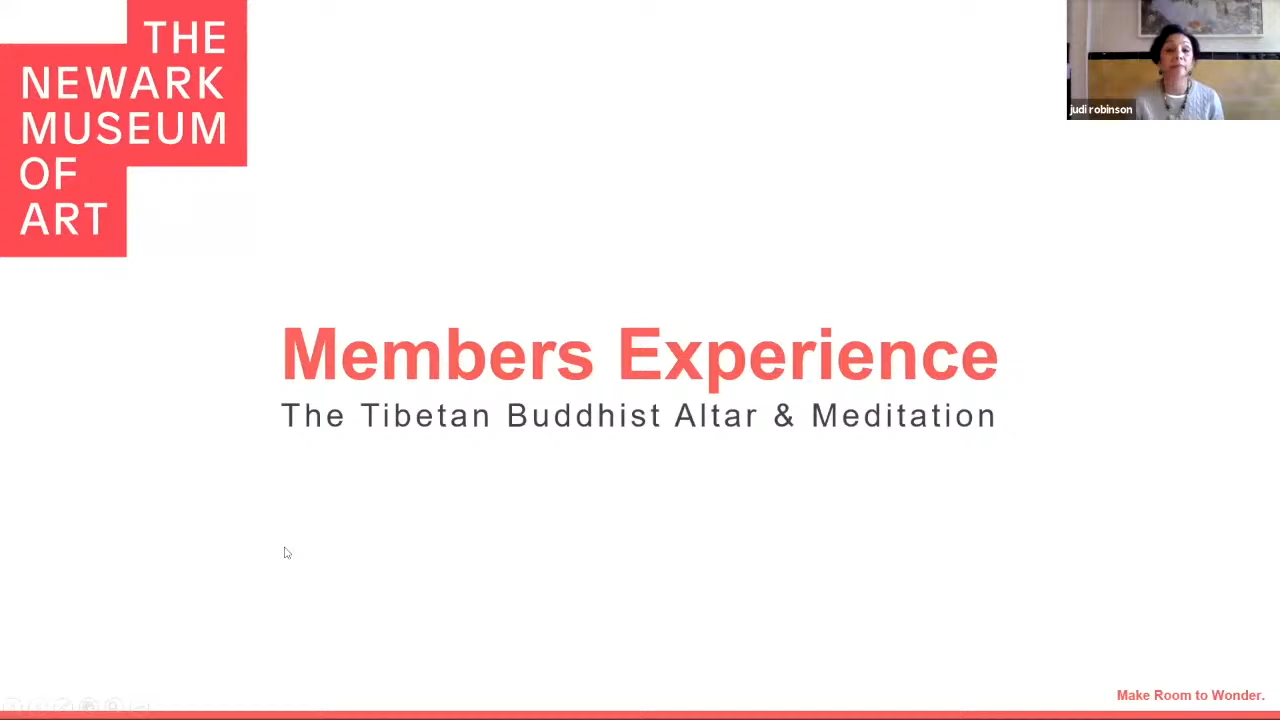 THE
NEWARK
MUSEUM
OF
ART
judi robinson
Members Experience
The Tibetan Buddhist Altar & Meditation
Make Room to Wonder.